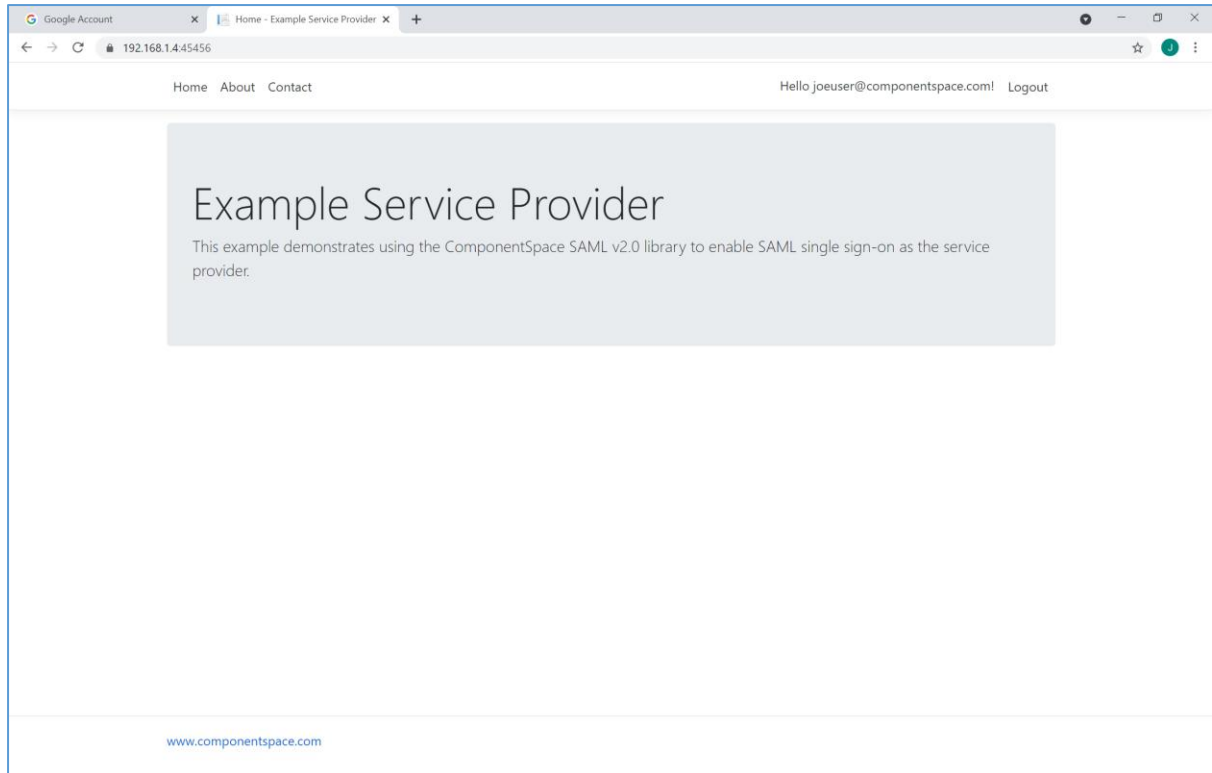 Google Account
Home - Example Service Provider
192.168.1.4:45456
J
Home About Contact Hello joeuser@componentspace.com! Logout
Example Service Provider
This example demonstrates using the ComponentSpace SAML v2.0 library to enable SAML single sign-on as the service
provider.
www.componentspace.com